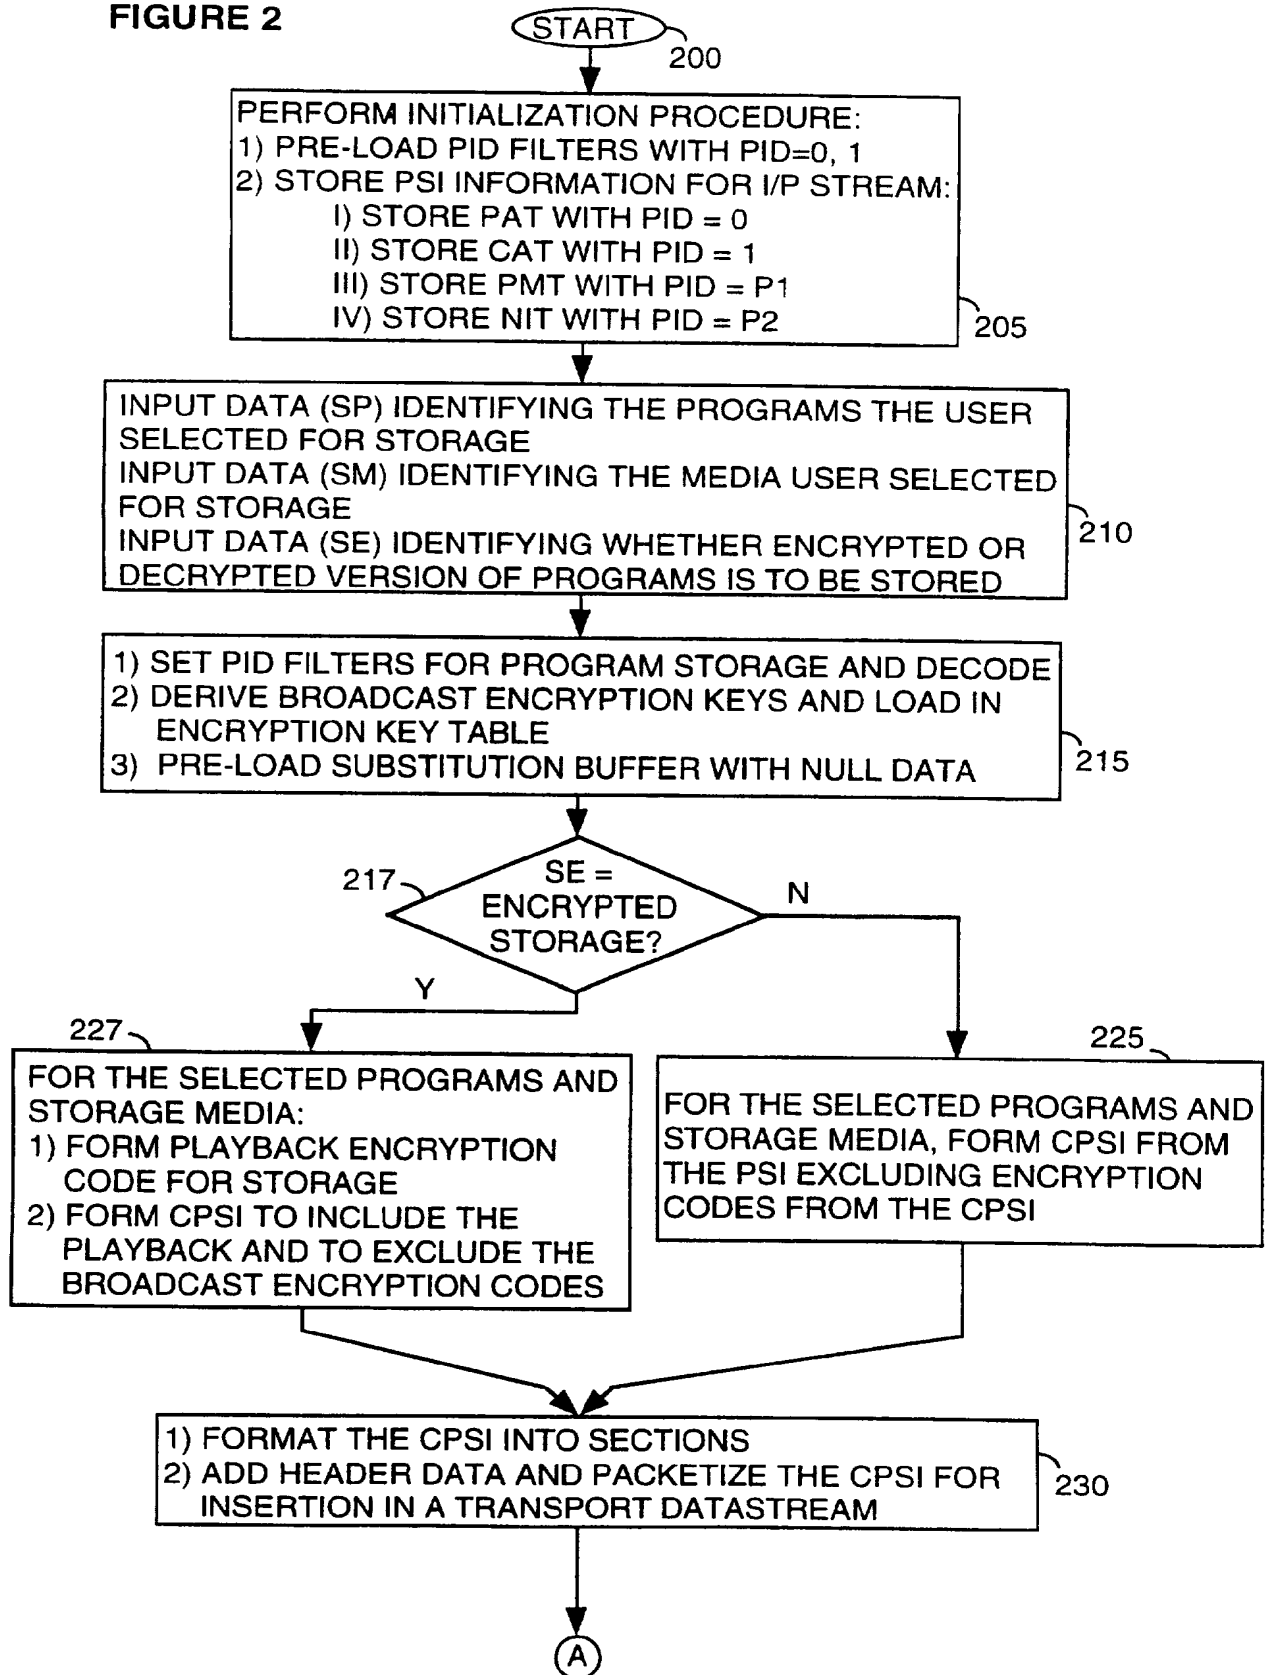 FIGURE 2
START
200
PERFORM INITIALIZATION PROCEDURE:
1) PRE-LOAD PID FILTERS WITH PID=0, 1
2) STORE PSI INFORMATION FOR I/P STREAM:
I) STORE PAT WITH PID = 0
II) STORE CAT WITH PID = 1
III) STORE PMT WITH PID = P1
IV) STORE NIT WITH PID = P2
205
INPUT DATA (SP) IDENTIFYING THE PROGRAMS THE USER
SELECTED FOR STORAGE
INPUT DATA (SM) IDENTIFYING THE MEDIA USER SELECTED
FOR STORAGE
INPUT DATA (SE) IDENTIFYING WHETHER ENCRYPTED OR
DECRYPTED VERSION OF PROGRAMS IS TO BE STORED
210
1) SET PID FILTERS FOR PROGRAM STORAGE AND DECODE
2) DERIVE BROADCAST ENCRYPTION KEYS AND LOAD IN
ENCRYPTION KEY TABLE
3) PRE-LOAD SUBSTITUTION BUFFER WITH NULL DATA
215
217
SE =
ENCRYPTED
STORAGE?
N
Y
227
FOR THE SELECTED PROGRAMS AND
STORAGE MEDIA:
1) FORM PLAYBACK ENCRYPTION
CODE FOR STORAGE
2) FORM CPSI TO INCLUDE THE
PLAYBACK AND TO EXCLUDE THE
BROADCAST ENCRYPTION CODES
225
FOR THE SELECTED PROGRAMS AND
STORAGE MEDIA, FORM CPSI FROM
THE PSI EXCLUDING ENCRYPTION
CODES FROM THE CPSI
1) FORMAT THE CPSI INTO SECTIONS
2) ADD HEADER DATA AND PACKETIZE THE CPSI FOR
INSERTION IN A TRANSPORT DATASTREAM
230
A